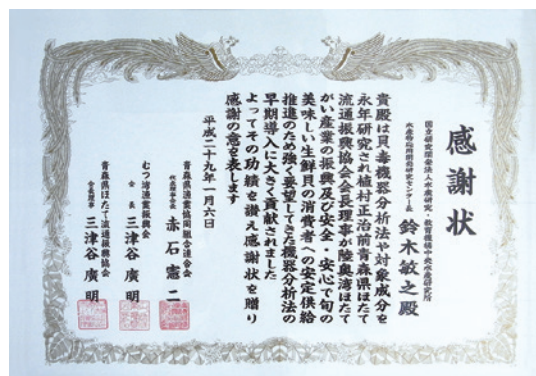 感謝状
国立研究開発法人水産研究・教育機構中央水産研究所
水産物応用開発研究センター長 鈴木敏之殿
貴殿は貝毒機器分析法や対象成分を
永年研究され植村正治前青森県ほたて
流通振興協会会長理事が陸奥湾ほたて
がい産業の振興及び安全・安心で旬の
美味しい生鮮貝の消費者への安定供給
推進のため強く要望してきた機器分析法の
早期導入に大きく貢献されました
よってその功績を讃え感謝状を贈り
感謝の意を表します
平成二十九年一月六日
青森県漁業協同組合連合会
代表理事会長 赤石憲二
むつ湾漁業振興会
会長 三津谷廣明
青森県ほたて流通振興協会
会長理事 三津谷廣明